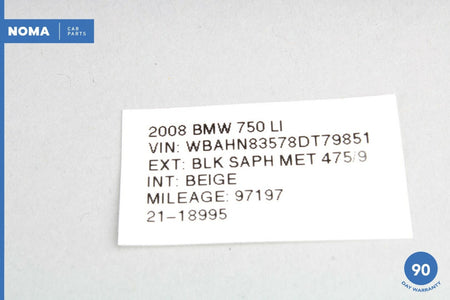 NOMA CAR PARTS
2008 BMW 750 LI
VIN: WBAHN83578DT79851
EXT: BLK SAPH MET 475/9
INT: BEIGE
MILEAGE: 97197
21-18995
90
DAY WARRANTY